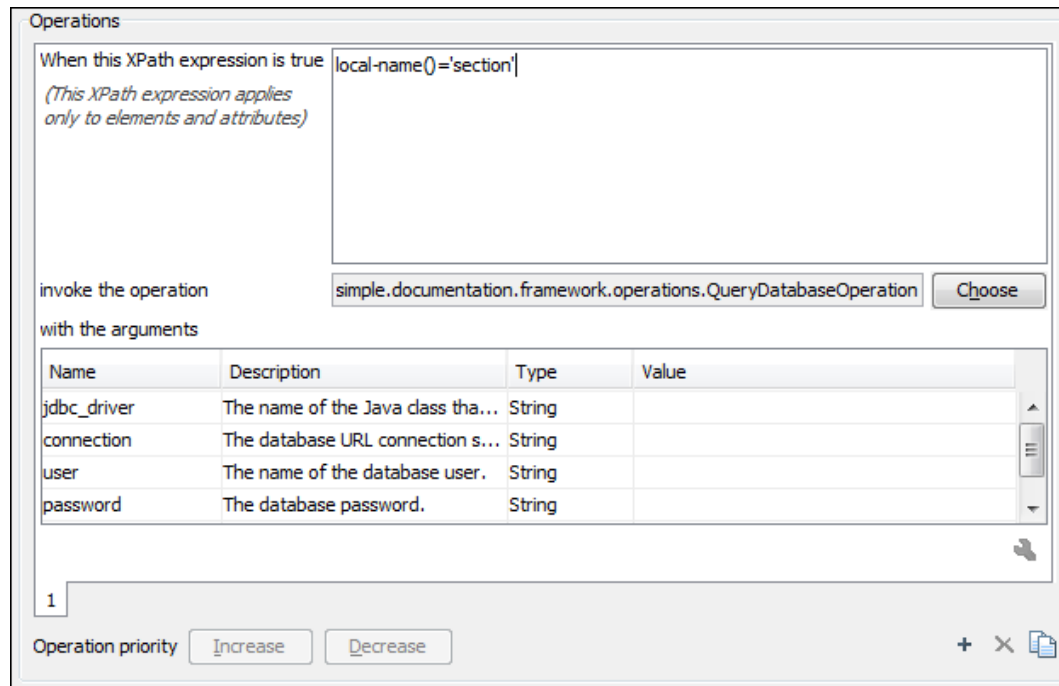 Operations
When this XPath expression is true
local-name()='section'
(This XPath expression applies
only to elements and attributes)
invoke the operation simple.documentation.framework.operations.QueryDatabaseOperation Choose
with the arguments
Name Description Type Value
jdbc_driver The name of the Java class tha... String
connection The database URL connection s... String
user The name of the database user. String
password The database password. String
1
Operation priority Increase Decrease